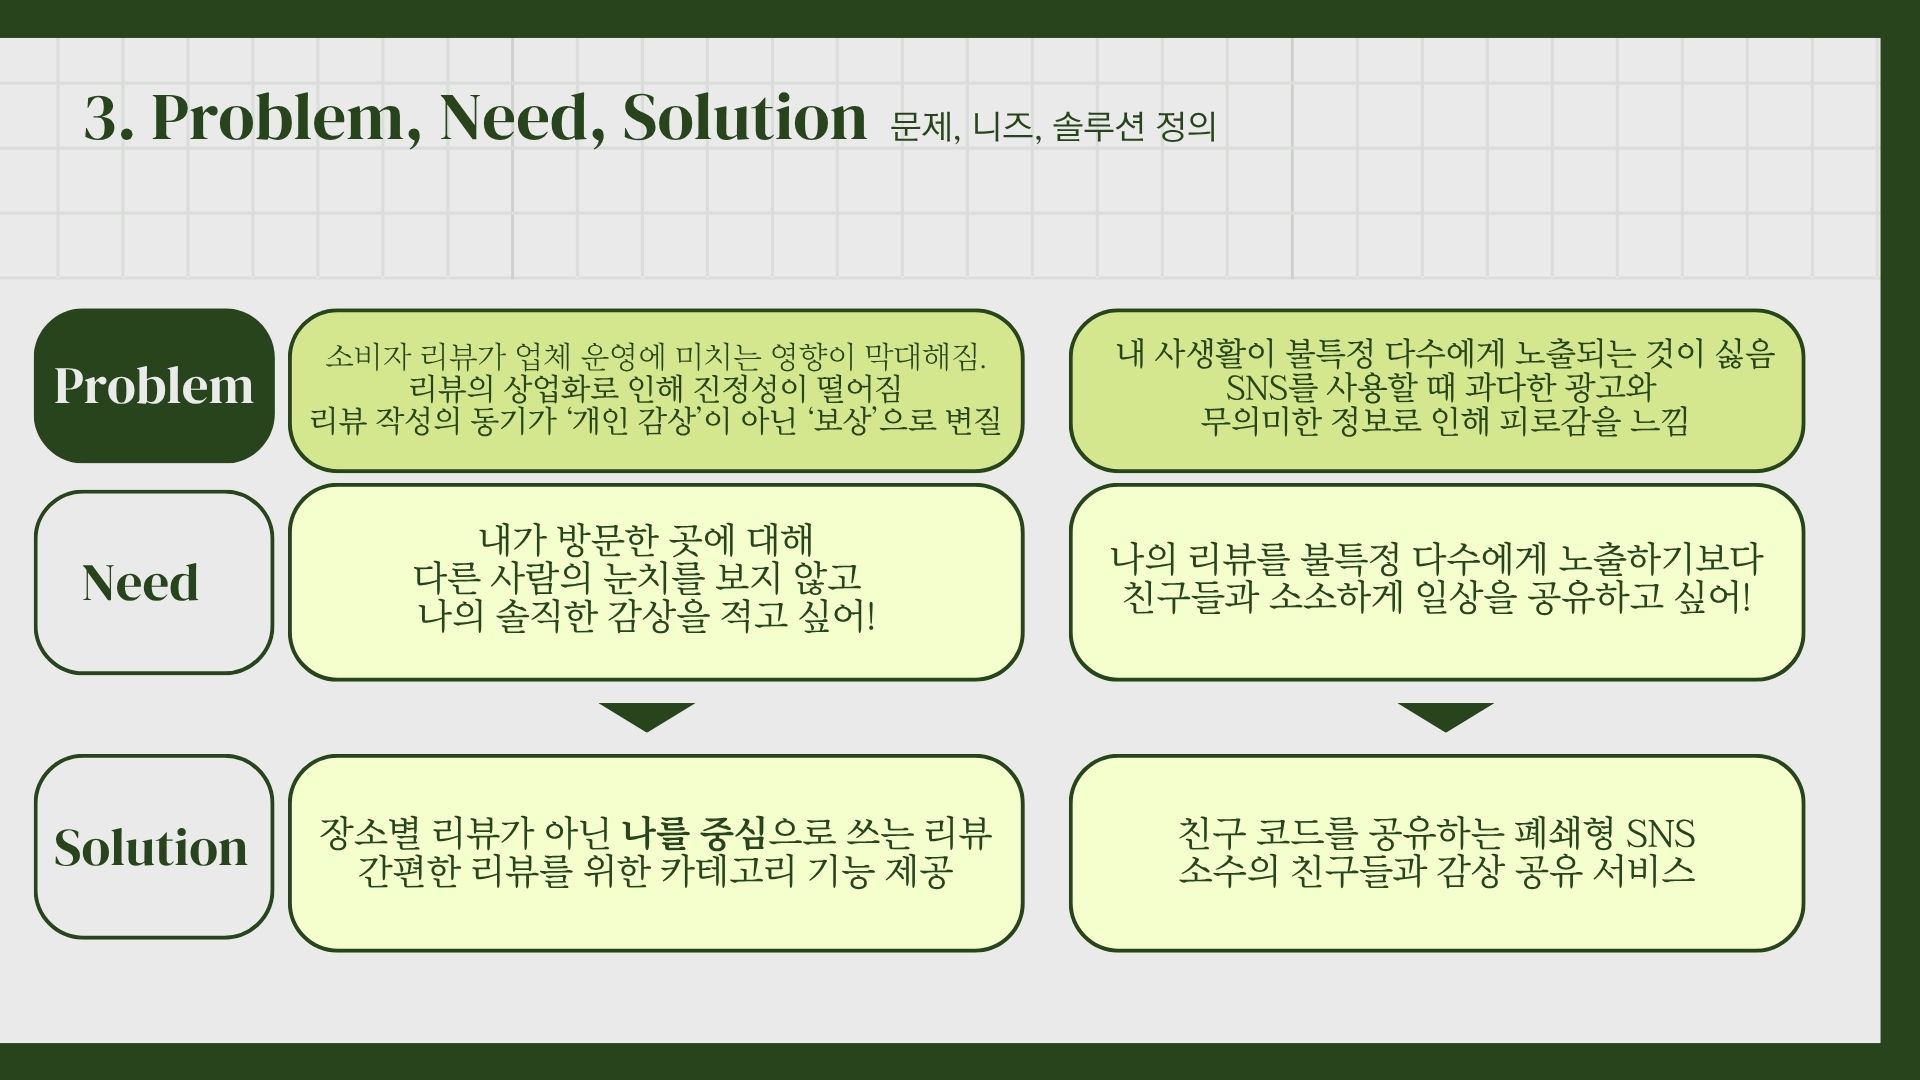 3. Problem, Need, Solution 문제, 니즈, 솔루션 정의
Problem
소비자 리뷰가 업체 운영에 미치는 영향이 막대해짐.
리뷰의 상업화로 인해 진정성이 떨어짐
리뷰 작성의 동기가 ‘개인 감상’이 아닌 ‘보상’으로 변질
내 사생활이 불특정 다수에게 노출되는 것이 싫음
SNS를 사용할 때 과다한 광고와
무의미한 정보로 인해 피로감을 느낌
Need
내가 방문한 곳에 대해
다른 사람의 눈치를 보지 않고
나의 솔직한 감상을 적고 싶어!
나의 리뷰를 불특정 다수에게 노출하기보다
친구들과 소소하게 일상을 공유하고 싶어!
Solution
장소별 리뷰가 아닌 나를 중심으로 쓰는 리뷰
간편한 리뷰를 위한 카테고리 기능 제공
친구 코드를 공유하는 폐쇄형 SNS
소수의 친구들과 감상 공유 서비스